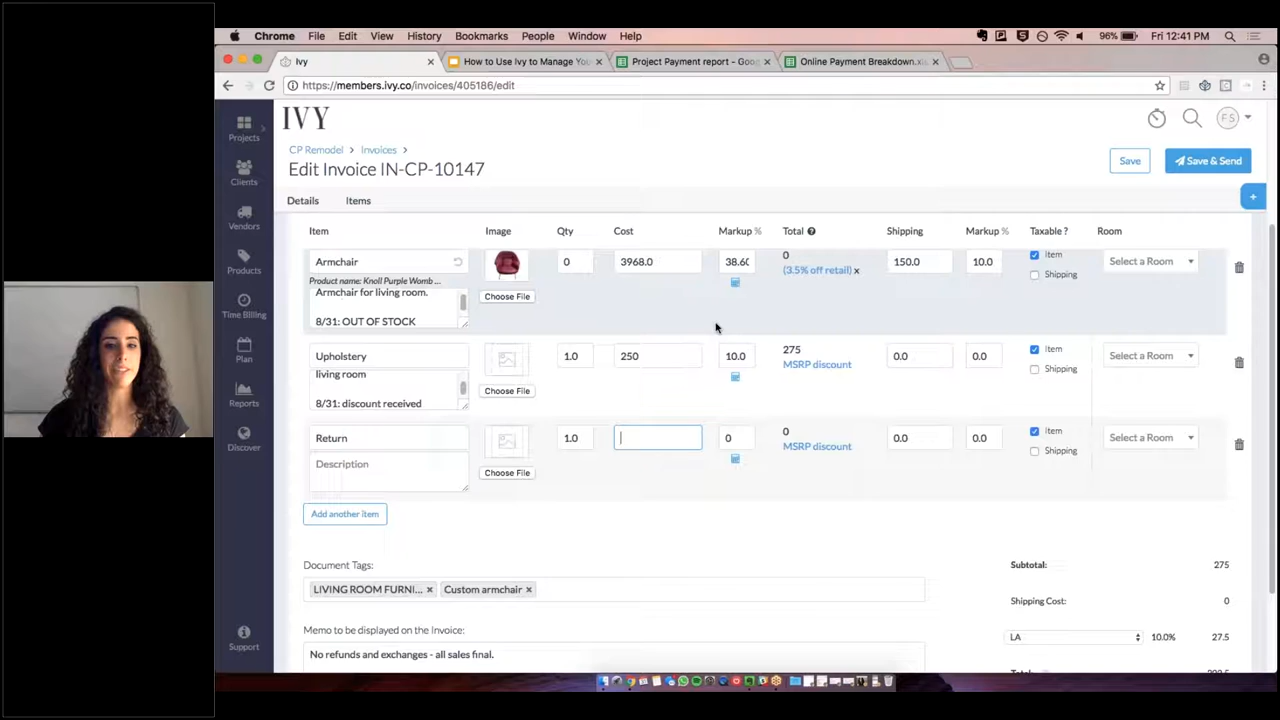 Chrome File Edit View History Bookmarks People Window Help 96% Fri 12:41 PM
Ivy How to Use Ivy to Manage You Project Payment report - Goog Online Payment Breakdown.xl
https://members.ivy.co/invoices/405186/edit
IVY
FS
Projects
Clients
Vendors
Products
Time Billing
Plan
Reports
Discover
Support
CP Remodel > Invoices >
Edit Invoice IN-CP-10147
Save
Save & Send
+
Details Items
Item Image Qty Cost Markup % Total Shipping Markup % Taxable ? Room
Armchair 0 3968.0 38.6 0 150.0 10.0 Item Select a Room
(3.5% off retail) x
Shipping
Product name: Knoll Purple Womb ...
Armchair for living room.
8/31: OUT OF STOCK
Choose File
Upholstery 1.0 250 10.0 275 0.0 0.0 Item Select a Room
MSRP discount
Shipping
living room
8/31: discount received
Choose File
Return 1.0 0 0 0.0 0.0 Item Select a Room
MSRP discount
Shipping
Description
Choose File
Add another item
Document Tags:
LIVING ROOM FURNI... × Custom armchair ×
Memo to be displayed on the Invoice:
No refunds and exchanges - all sales final.
Subtotal: 275
Shipping Cost: 0
LA 10.0% 27.5